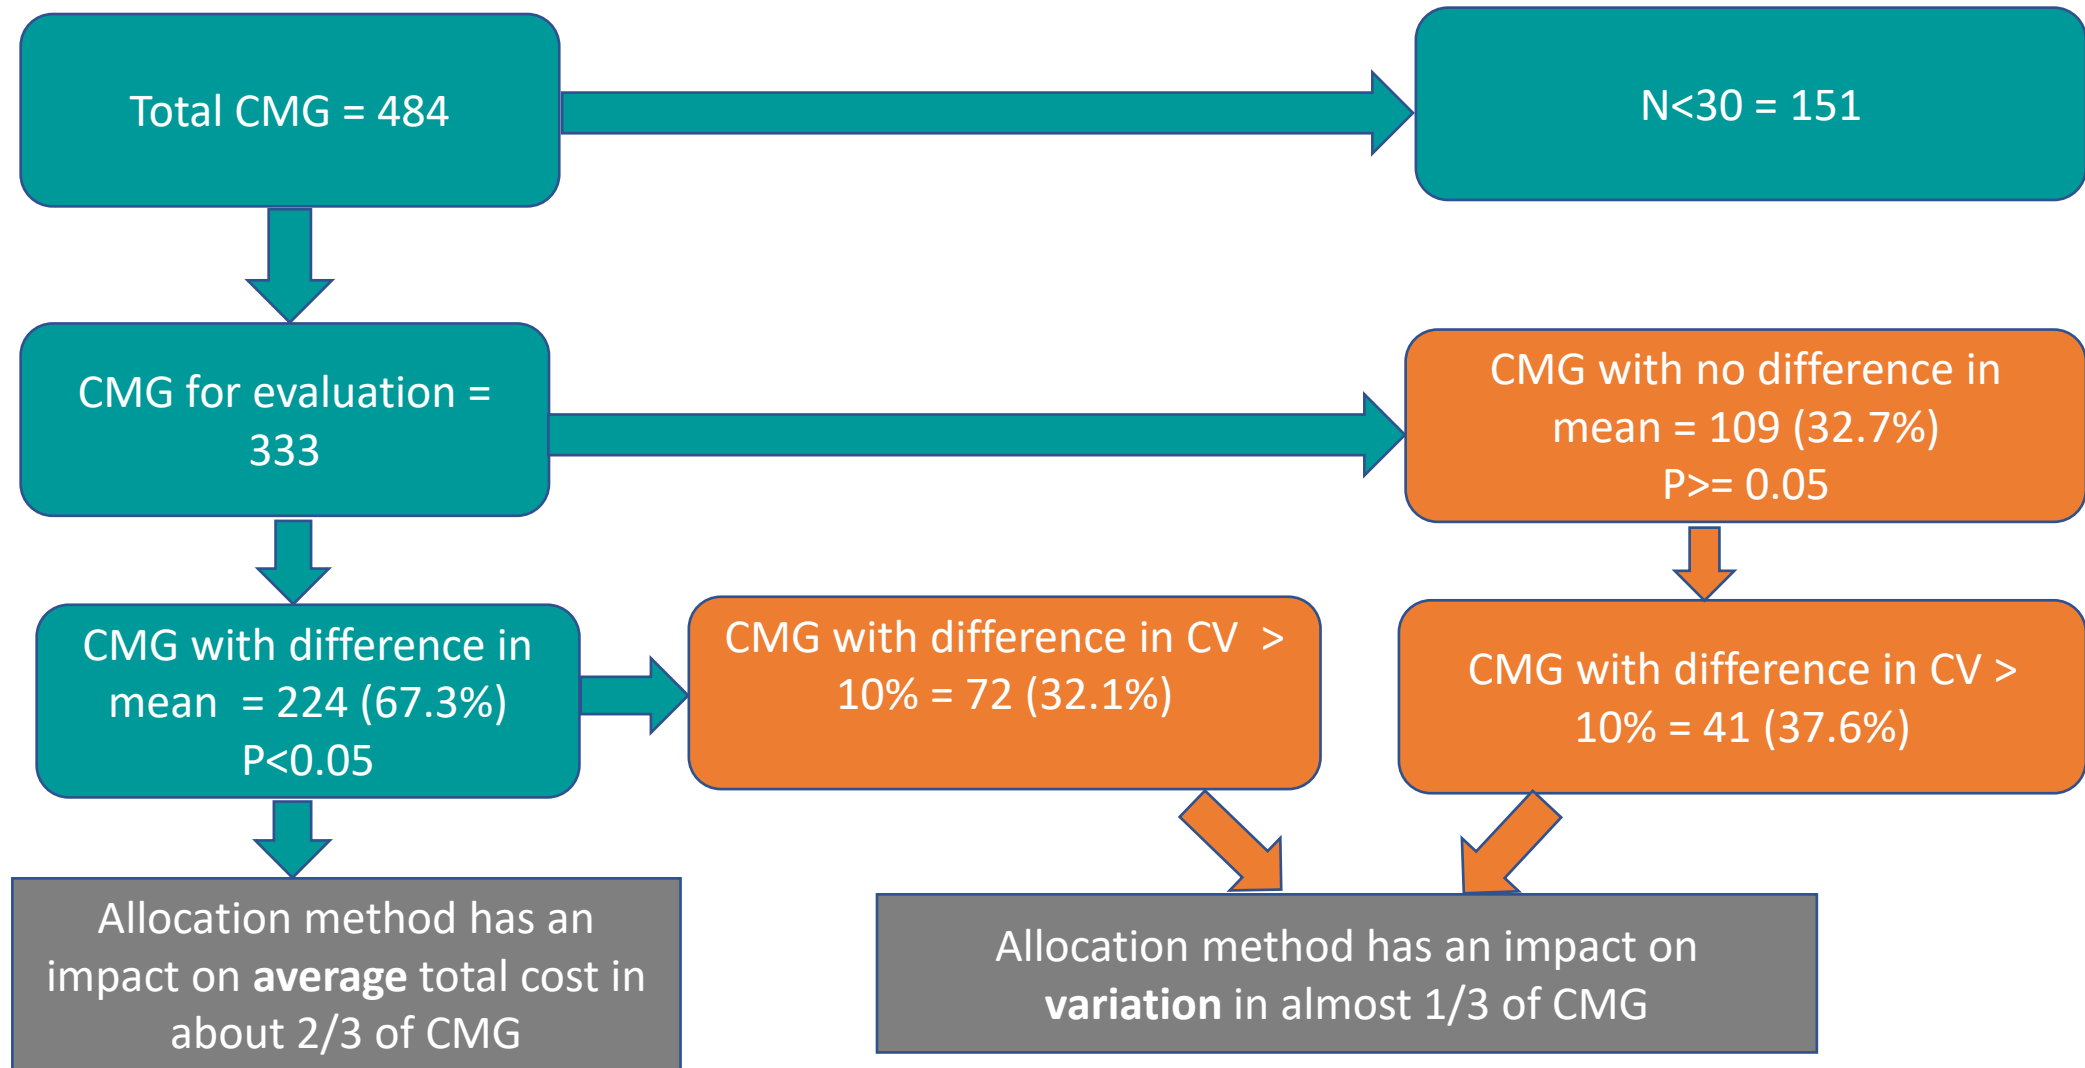 Total CMG = 484
N<30 = 151
CMG for evaluation =
333
CMG with no difference in
mean = 109 (32.7%)
P>= 0.05
CMG with difference in
mean  = 224 (67.3%)
P<0.05
CMG with difference in CV  >
10% = 72 (32.1%)
CMG with difference in CV >
10% = 41 (37.6%)
Allocation method has an
impact on average total cost in
about 2/3 of CMG
Allocation method has an impact on
variation in almost 1/3 of CMG